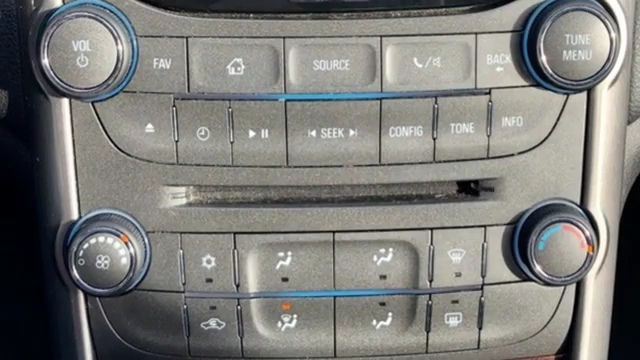 VOL
FAV
SOURCE
BACK
TUNE
MENU
SEEK
CONFIG
TONE
INFO